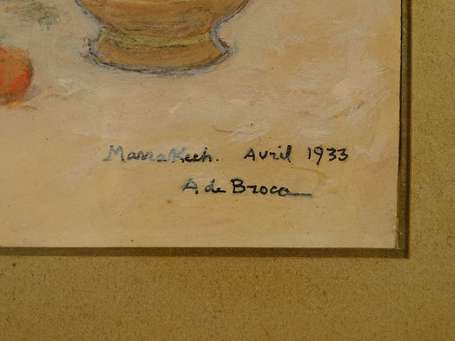 Marrakech. Avril 1933
A. de Broca